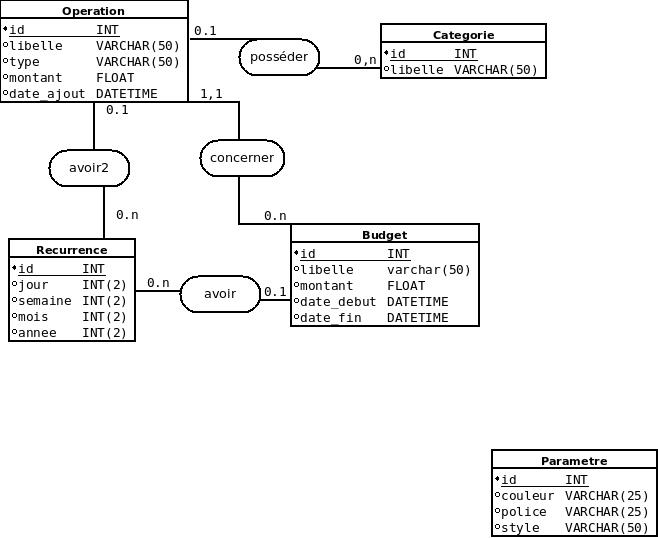 Operation
id INT
libelle VARCHAR(50)
type VARCHAR(50)
montant FLOAT
date_ajout DATETIME
0.1
posséder
0,n
Categorie
id INT
libelle VARCHAR(50)
1,1
0.1
concerner
avoir2
0.n
0.n
Recurrence
id INT
jour INT(2)
semaine INT(2)
mois INT(2)
annee INT(2)
0.n
avoir
0.1
Budget
id INT
libelle varchar(50)
montant FLOAT
date_debut DATETIME
date_fin DATETIME
Parametre
id INT
couleur VARCHAR(25)
police VARCHAR(25)
style VARCHAR(50)